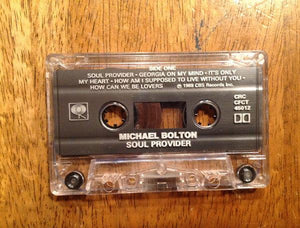 SIDE ONE
SOUL PROVIDER • GEORGIA ON MY MIND • IT'S ONLY
MY HEART • HOW AM I SUPPOSED TO LIVE WITHOUT YOU •
HOW CAN WE BE LOVERS
℗ 1989 CBS Records Inc.
CRC
CFCT
45012
MICHAEL BOLTON
SOUL PROVIDER